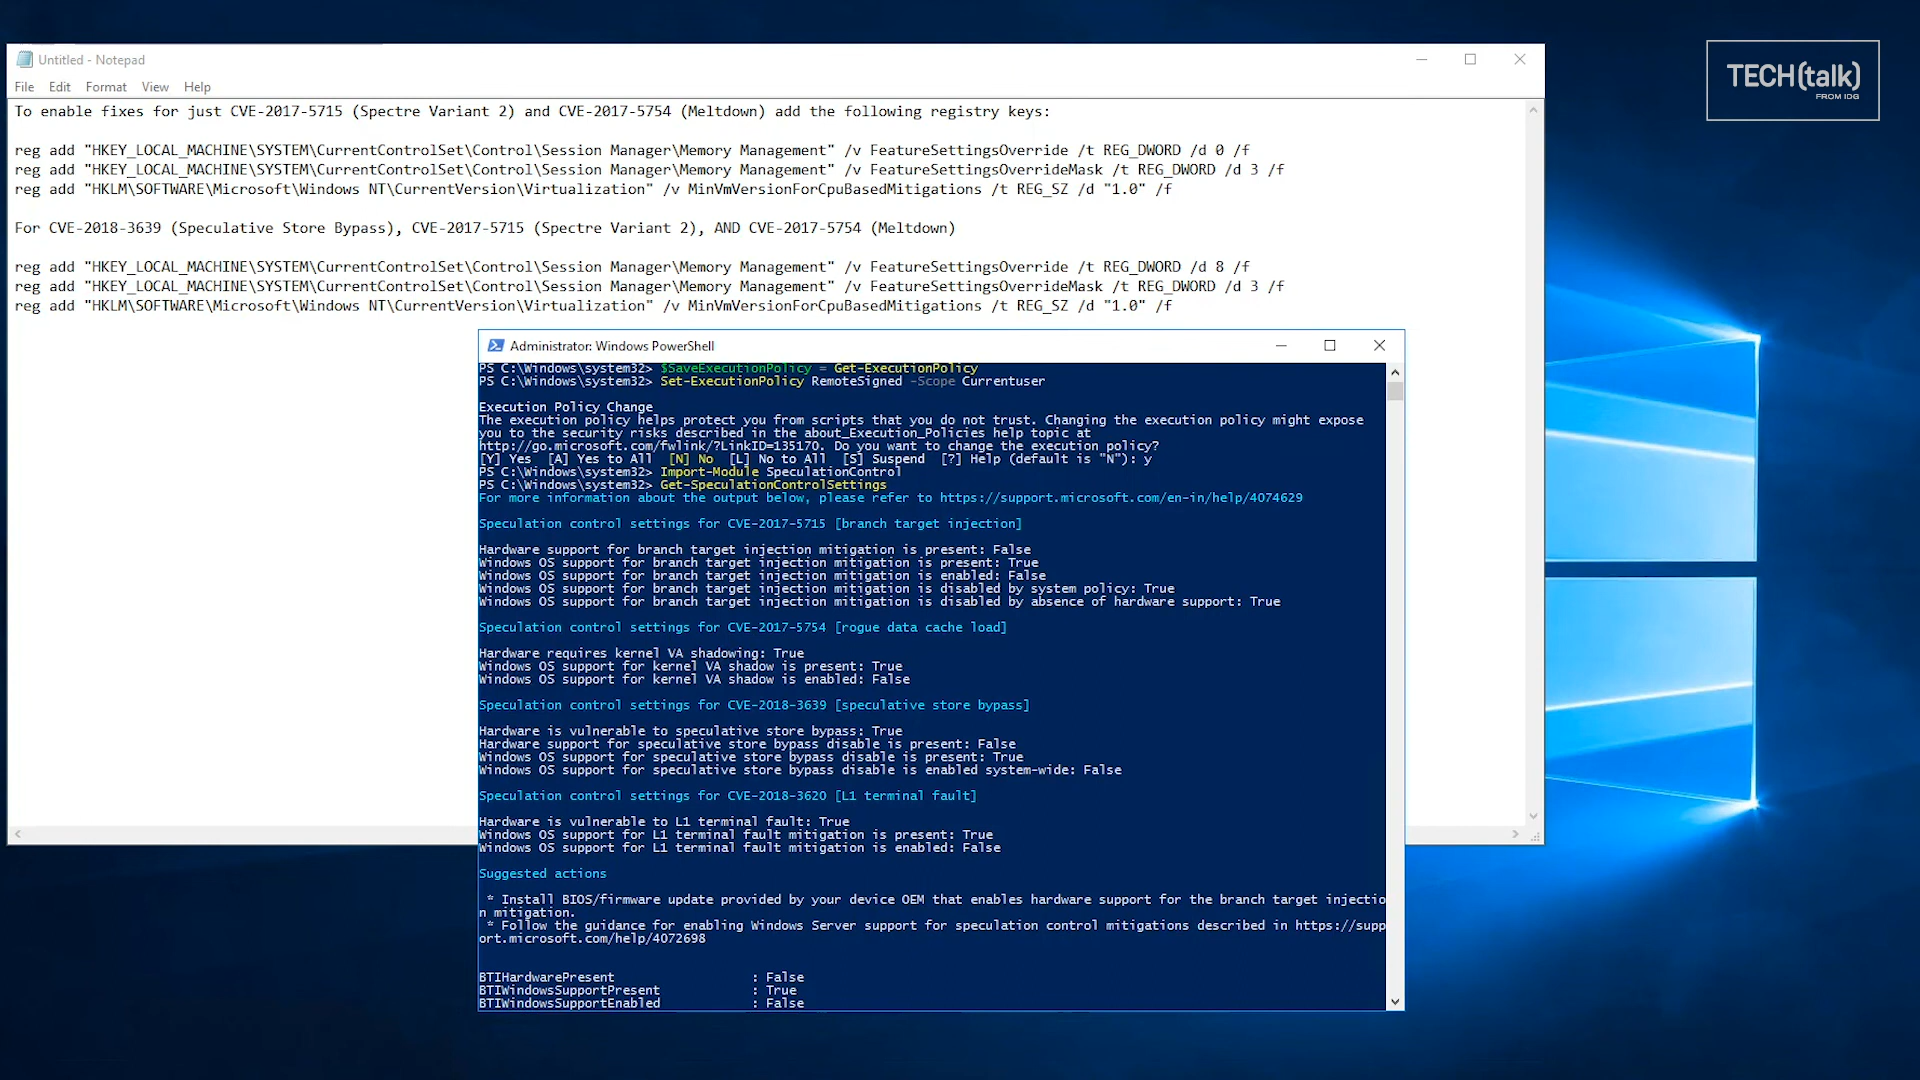 Untitled - Notepad
File Edit Format View Help
To enable fixes for just CVE-2017-5715 (Spectre Variant 2) and CVE-2017-5754 (Meltdown) add the following registry keys:
reg add "HKEY_LOCAL_MACHINE\SYSTEM\CurrentControlSet\Control\Session Manager\Memory Management" /v FeatureSettingsOverride /t REG_DWORD /d 0 /f
reg add "HKEY_LOCAL_MACHINE\SYSTEM\CurrentControlSet\Control\Session Manager\Memory Management" /v FeatureSettingsOverrideMask /t REG_DWORD /d 3 /f
reg add "HKLM\SOFTWARE\Microsoft\Windows NT\CurrentVersion\Virtualization" /v MinVmVersionForCpuBasedMitigations /t REG_SZ /d "1.0" /f
For CVE-2018-3639 (Speculative Store Bypass), CVE-2017-5715 (Spectre Variant 2), AND CVE-2017-5754 (Meltdown)
reg add "HKEY_LOCAL_MACHINE\SYSTEM\CurrentControlSet\Control\Session Manager\Memory Management" /v FeatureSettingsOverride /t REG_DWORD /d 8 /f
reg add "HKEY_LOCAL_MACHINE\SYSTEM\CurrentControlSet\Control\Session Manager\Memory Management" /v FeatureSettingsOverrideMask /t REG_DWORD /d 3 /f
reg add "HKLM\SOFTWARE\Microsoft\Windows NT\CurrentVersion\Virtualization" /v MinVmVersionForCpuBasedMitigations /t REG_SZ /d "1.0" /f
Administrator: Windows PowerShell
PS C:\Windows\system32> $SaveExecutionPolicy = Get-ExecutionPolicy
PS C:\Windows\system32> Set-ExecutionPolicy RemoteSigned -Scope Currentuser
Execution Policy Change
The execution policy helps protect you from scripts that you do not trust. Changing the execution policy might expose
you to the security risks described in the about_Execution_Policies help topic at
http://go.microsoft.com/fwlink/?LinkID=135170. Do you want to change the execution policy?
[Y] Yes  [A] Yes to All  [N] No  [L] No to All  [S] Suspend  [?] Help (default is "N"): y
PS C:\Windows\system32> Import-Module SpeculationControl
PS C:\Windows\system32> Get-SpeculationControlSettings
For more information about the output below, please refer to https://support.microsoft.com/en-in/help/4074629
Speculation control settings for CVE-2017-5715 [branch target injection]
Hardware support for branch target injection mitigation is present: False
Windows OS support for branch target injection mitigation is present: True
Windows OS support for branch target injection mitigation is enabled: False
Windows OS support for branch target injection mitigation is disabled by system policy: True
Windows OS support for branch target injection mitigation is disabled by absence of hardware support: True
Speculation control settings for CVE-2017-5754 [rogue data cache load]
Hardware requires kernel VA shadowing: True
Windows OS support for kernel VA shadow is present: True
Windows OS support for kernel VA shadow is enabled: False
Speculation control settings for CVE-2018-3639 [speculative store bypass]
Hardware is vulnerable to speculative store bypass: True
Hardware support for speculative store bypass disable is present: False
Windows OS support for speculative store bypass disable is present: True
Windows OS support for speculative store bypass disable is enabled system-wide: False
Speculation control settings for CVE-2018-3620 [L1 terminal fault]
Hardware is vulnerable to L1 terminal fault: True
Windows OS support for L1 terminal fault mitigation is present: True
Windows OS support for L1 terminal fault mitigation is enabled: False
Suggested actions
* Install BIOS/firmware update provided by your device OEM that enables hardware support for the branch target injectio
n mitigation.
* Follow the guidance for enabling Windows Server support for speculation control mitigations described in https://supp
ort.microsoft.com/help/4072698
BTIHardwarePresent : False
BTIWindowsSupportPresent : True
BTIWindowsSupportEnabled : False
TECH(talk)
FROM IDG